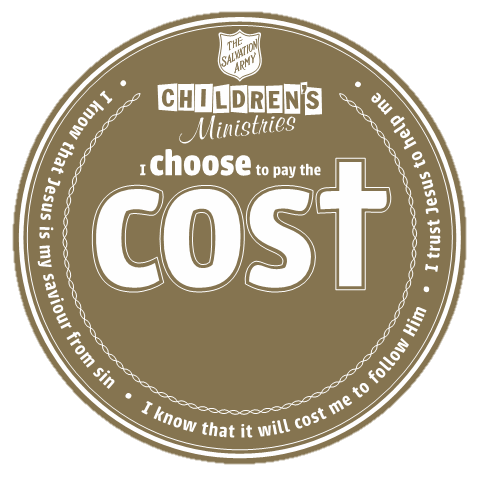 THE
SALVATION
ARMY
CHILDREN'S
Ministries
I choose to pay the
cost
• I know that Jesus is my saviour from sin • I know that it will cost me to follow Him • I trust Jesus to help me •